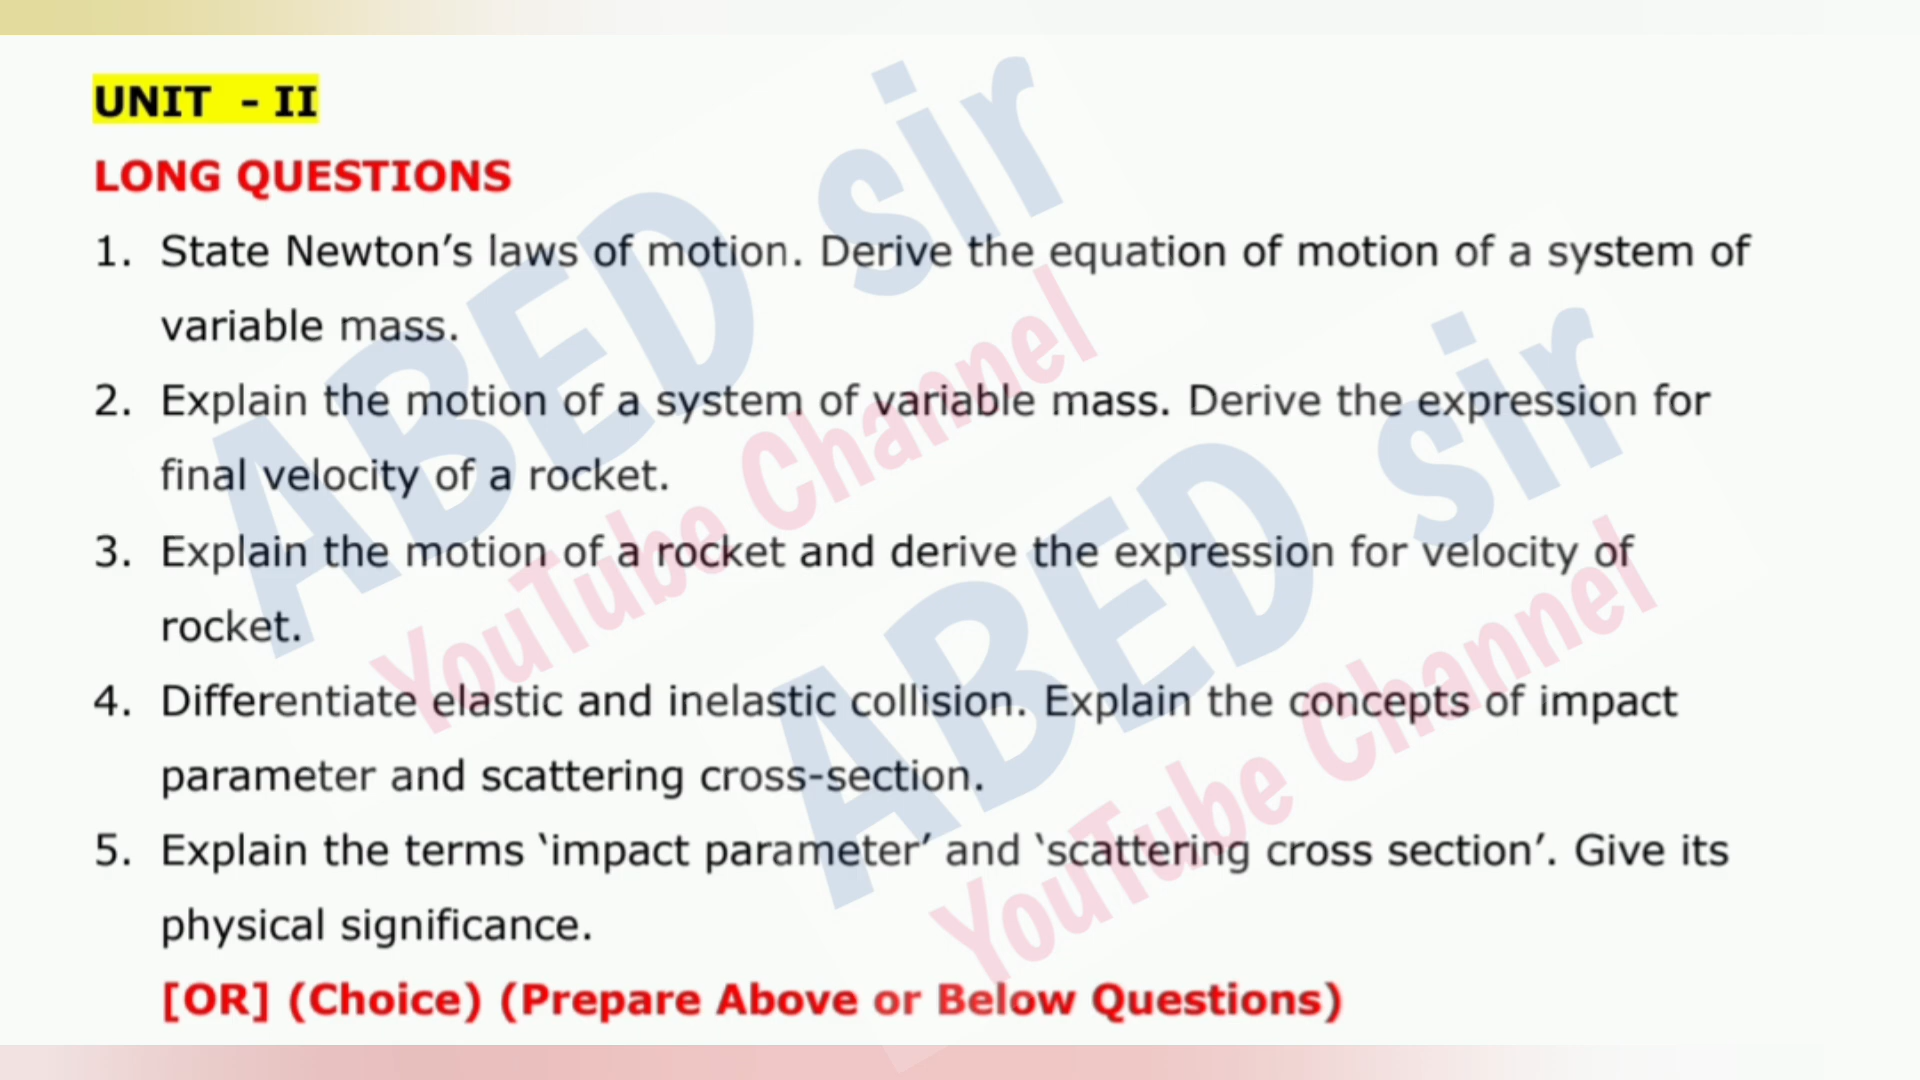 UNIT - II
LONG QUESTIONS
1. State Newton’s laws of motion. Derive the equation of motion of a system of
variable mass.
2. Explain the motion of a system of variable mass. Derive the expression for
final velocity of a rocket.
3. Explain the motion of a rocket and derive the expression for velocity of
rocket.
4. Differentiate elastic and inelastic collision. Explain the concepts of impact
parameter and scattering cross-section.
5. Explain the terms ‘impact parameter’ and ‘scattering cross section’. Give its
physical significance.
[OR] (Choice) (Prepare Above or Below Questions)
ABED sir
YouTube Channel
ABED sir
YouTube Channel